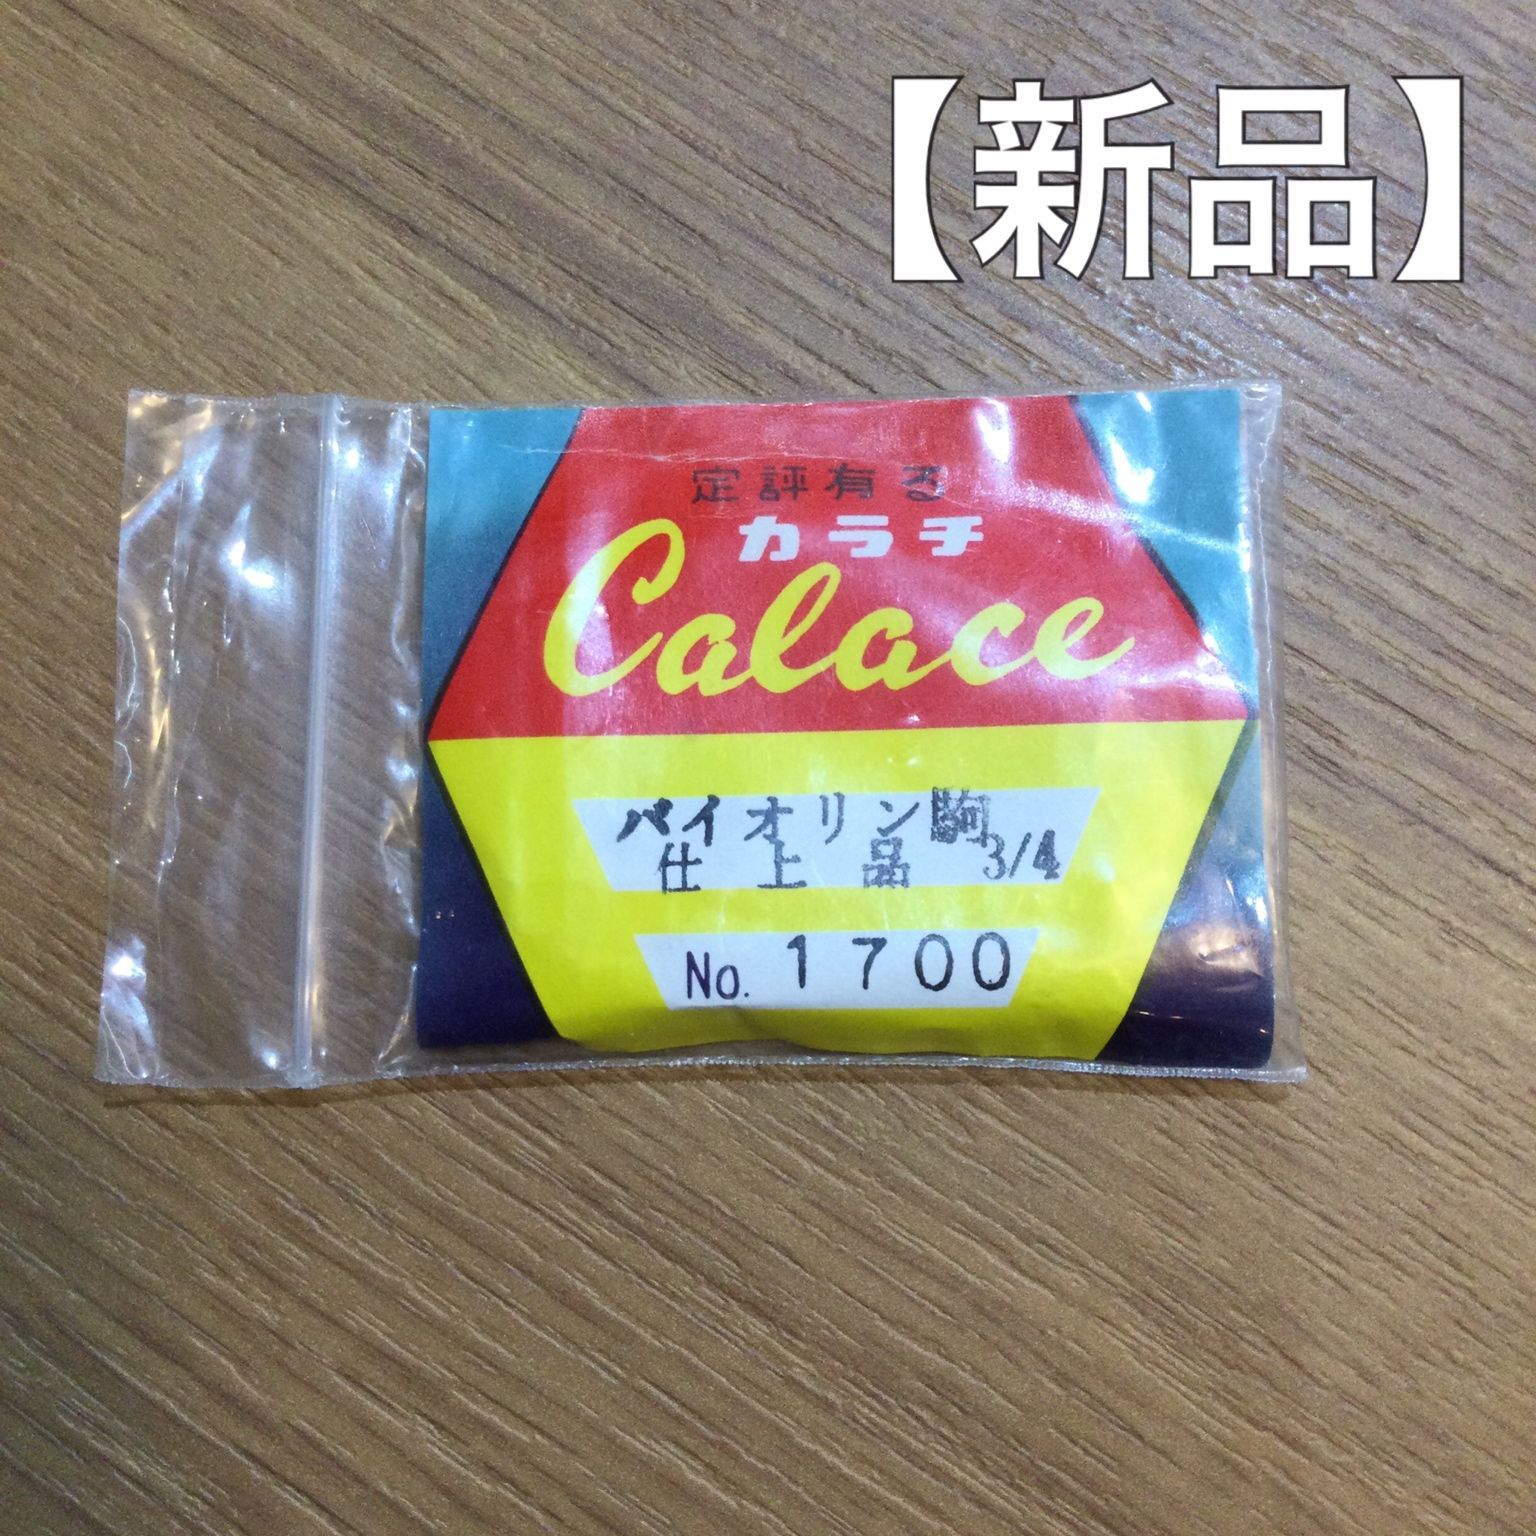 【新品】
定評有る
カラチ
Calace
バイオリン駒
仕上品 3/4
No. 1700